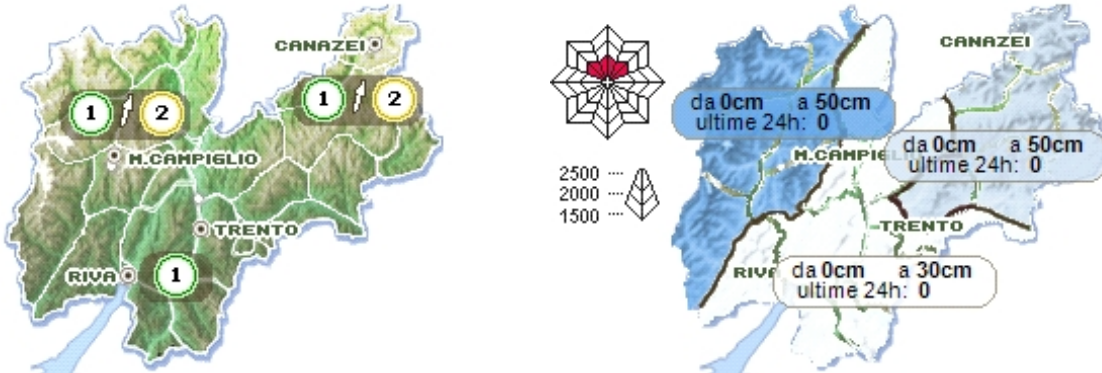 CANAZEI
1 2
1 2
M.CAMPIGLIO
TRENTO
RIVA
1
CANAZEI
da 0cm a 50cm
ultime 24h: 0
da 0cm a 50cm
ultime 24h: 0
M.CAMPIGL
2500
2000
1500
TRENTO
RIVA
da 0cm a 30cm
ultime 24h: 0